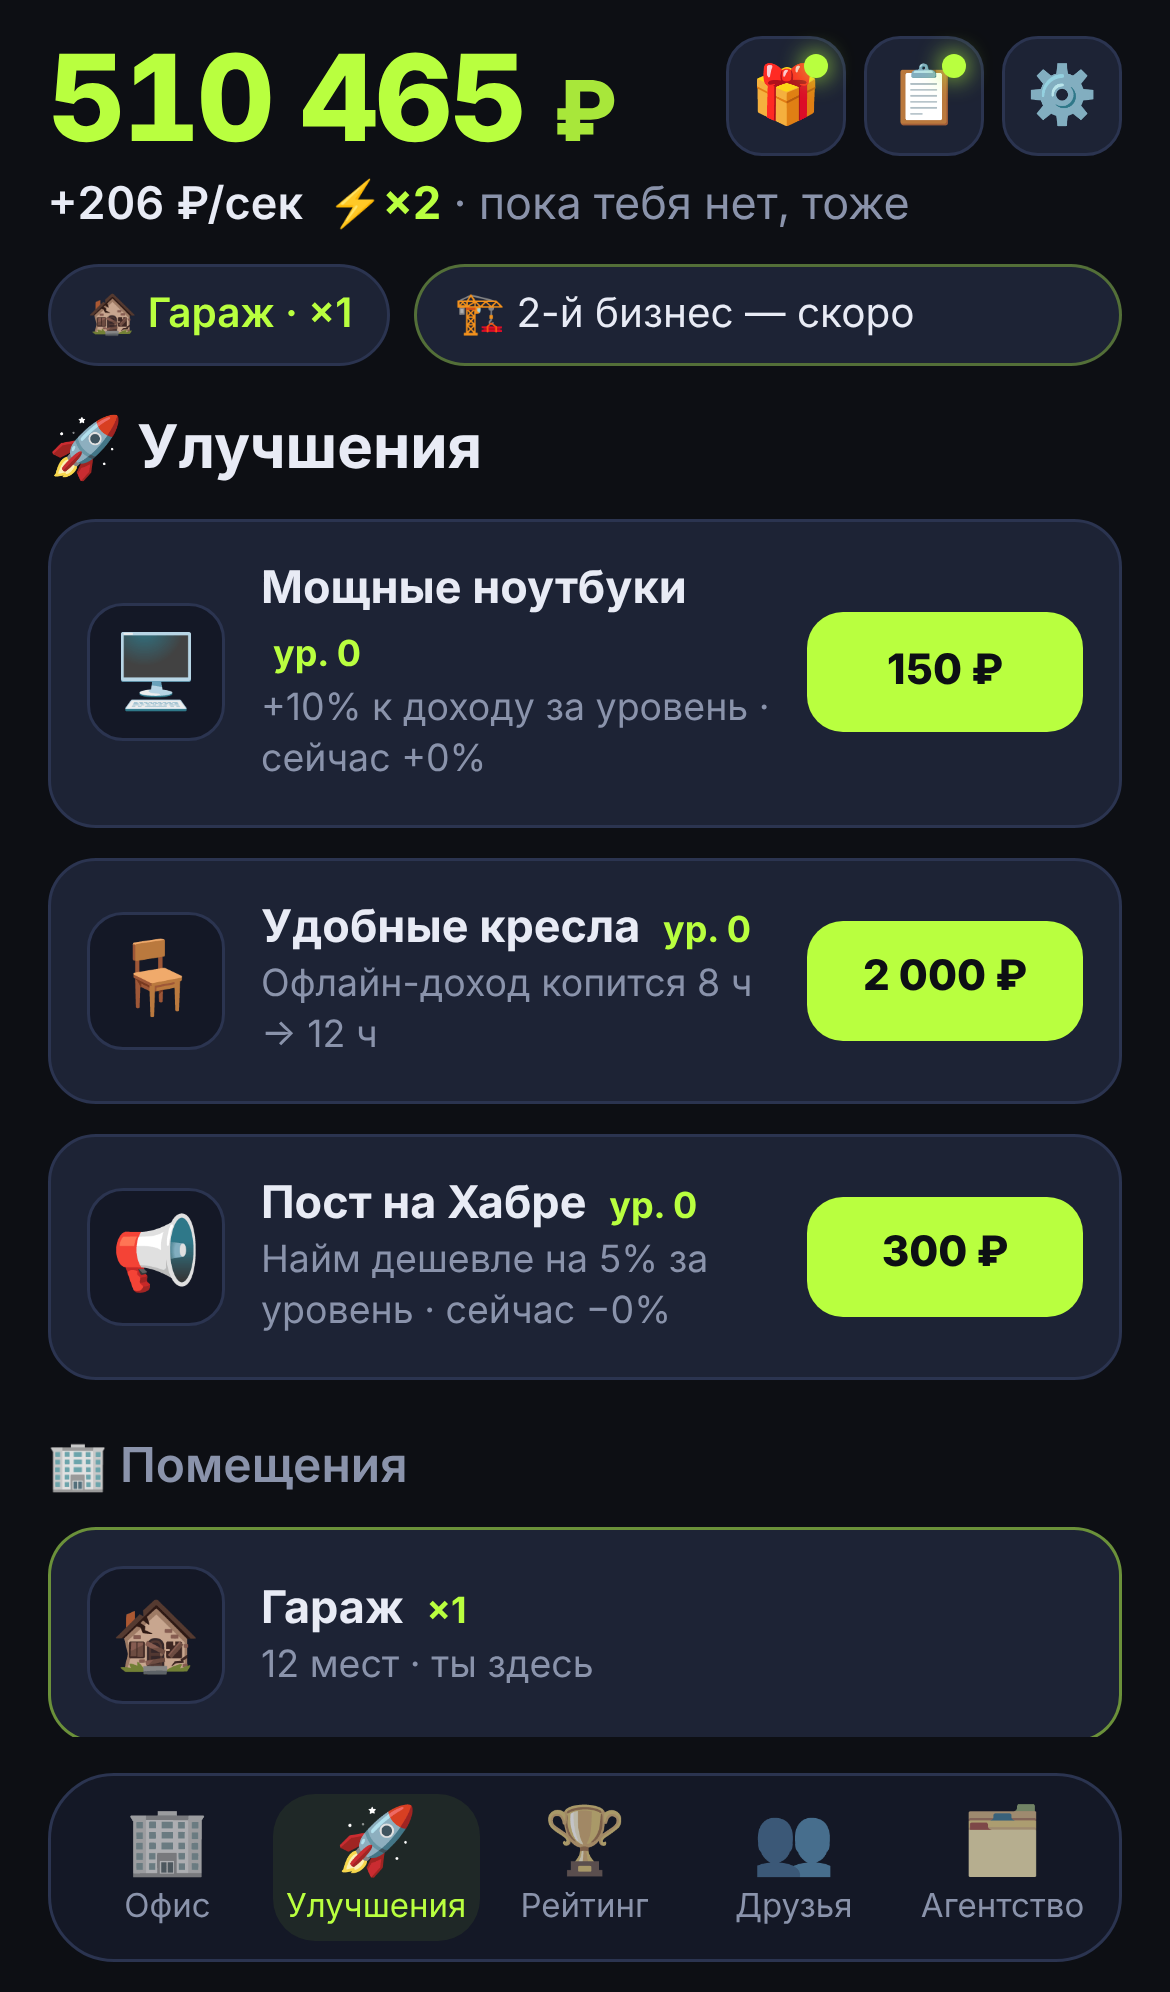 510 465 ₽
+206 ₽/сек ⚡×2 · пока тебя нет, тоже
Гараж · ×1
2-й бизнес — скоро
Улучшения
Мощные ноутбуки
ур. 0
+10% к доходу за уровень ·
сейчас +0%
150 ₽
Удобные кресла ур. 0
Офлайн-доход копится 8 ч
→ 12 ч
2 000 ₽
Пост на Хабре ур. 0
Найм дешевле на 5% за
уровень · сейчас −0%
300 ₽
Помещения
Гараж ×1
12 мест · ты здесь
Офис
Улучшения
Рейтинг
Друзья
Агентство